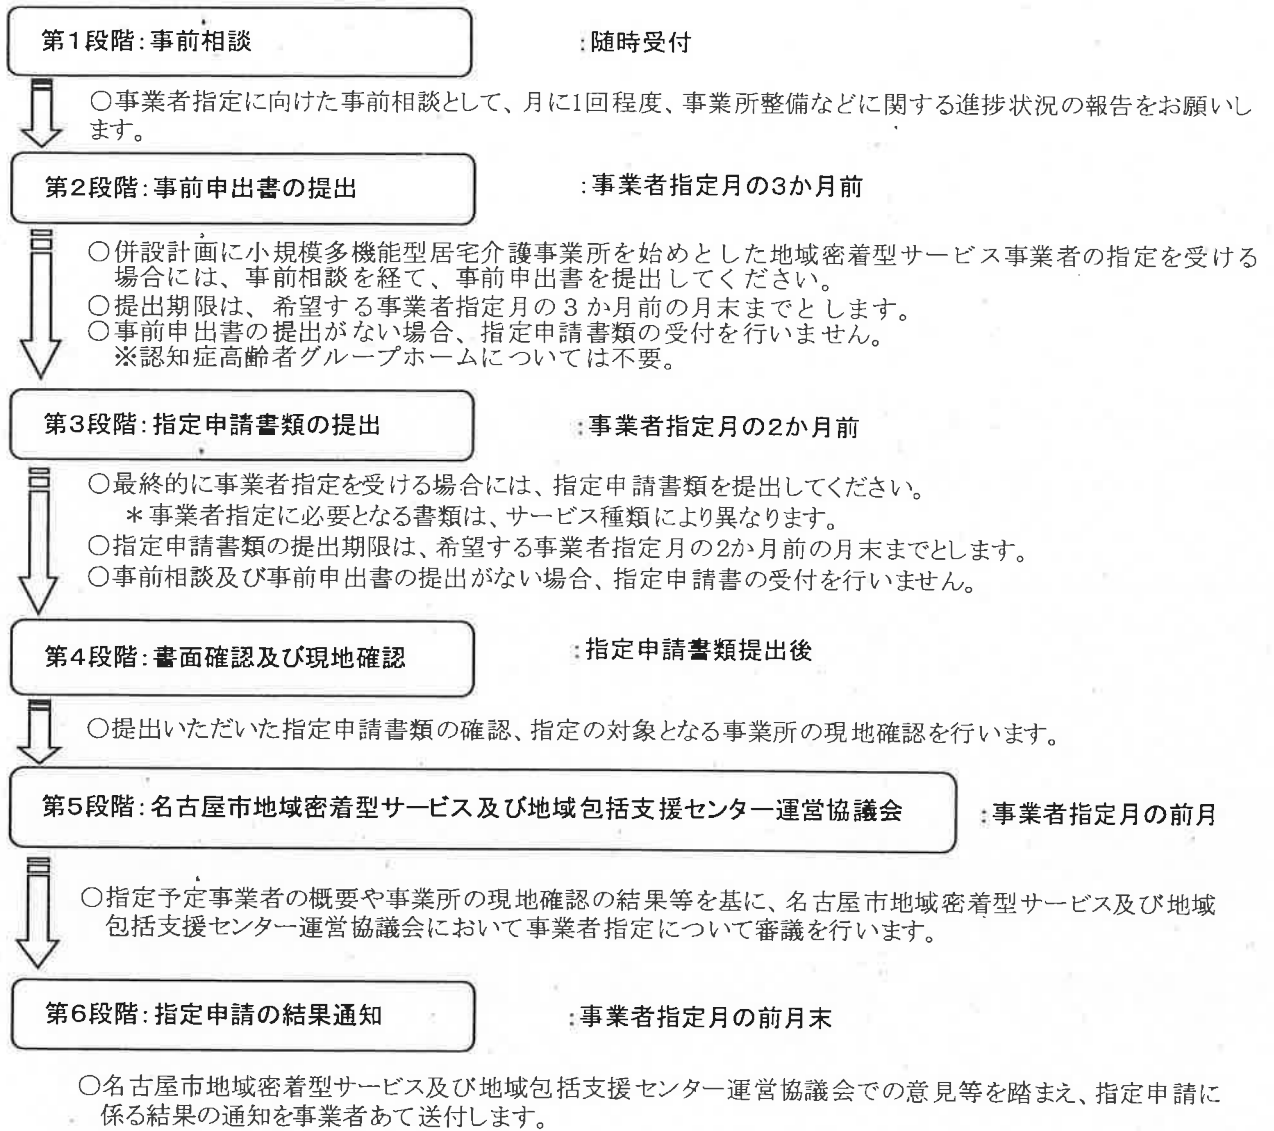 第1段階:事前相談
:随時受付
○事業者指定に向けた事前相談として、月に1回程度、事業所整備などに関する進捗状況の報告をお願いし
ます。
第2段階:事前申出書の提出
:事業者指定月の3か月前
○併設計画に小規模多機能型居宅介護事業所を始めとした地域密着型サービス事業者の指定を受ける
場合には、事前相談を経て、事前申出書を提出してください。
○提出期限は、希望する事業者指定月の3か月前の月末までとします。
○事前申出書の提出がない場合、指定申請書類の受付を行いません。
※認知症高齢者グループホームについては不要。
第3段階:指定申請書類の提出
:事業者指定月の2か月前
○最終的に事業者指定を受ける場合には、指定申請書類を提出してください。
＊事業者指定に必要となる書類は、サービス種類により異なります。
○指定申請書類の提出期限は、希望する事業者指定月の2か月前の月末までとします。
○事前相談及び事前申出書の提出がない場合、指定申請書の受付を行いません。
第4段階:書面確認及び現地確認
:指定申請書類提出後
○提出いただいた指定申請書類の確認、指定の対象となる事業所の現地確認を行います。
第5段階:名古屋市地域密着型サービス及び地域包括支援センター運営協議会
:事業者指定月の前月
○指定予定事業者の概要や事業所の現地確認の結果等を基に、名古屋市地域密着型サービス及び地域
包括支援センター運営協議会において事業者指定について審議を行います。
第6段階:指定申請の結果通知
:事業者指定月の前月末
○名古屋市地域密着型サービス及び地域包括支援センター運営協議会での意見等を踏まえ、指定申請に
係る結果の通知を事業者あて送付します。